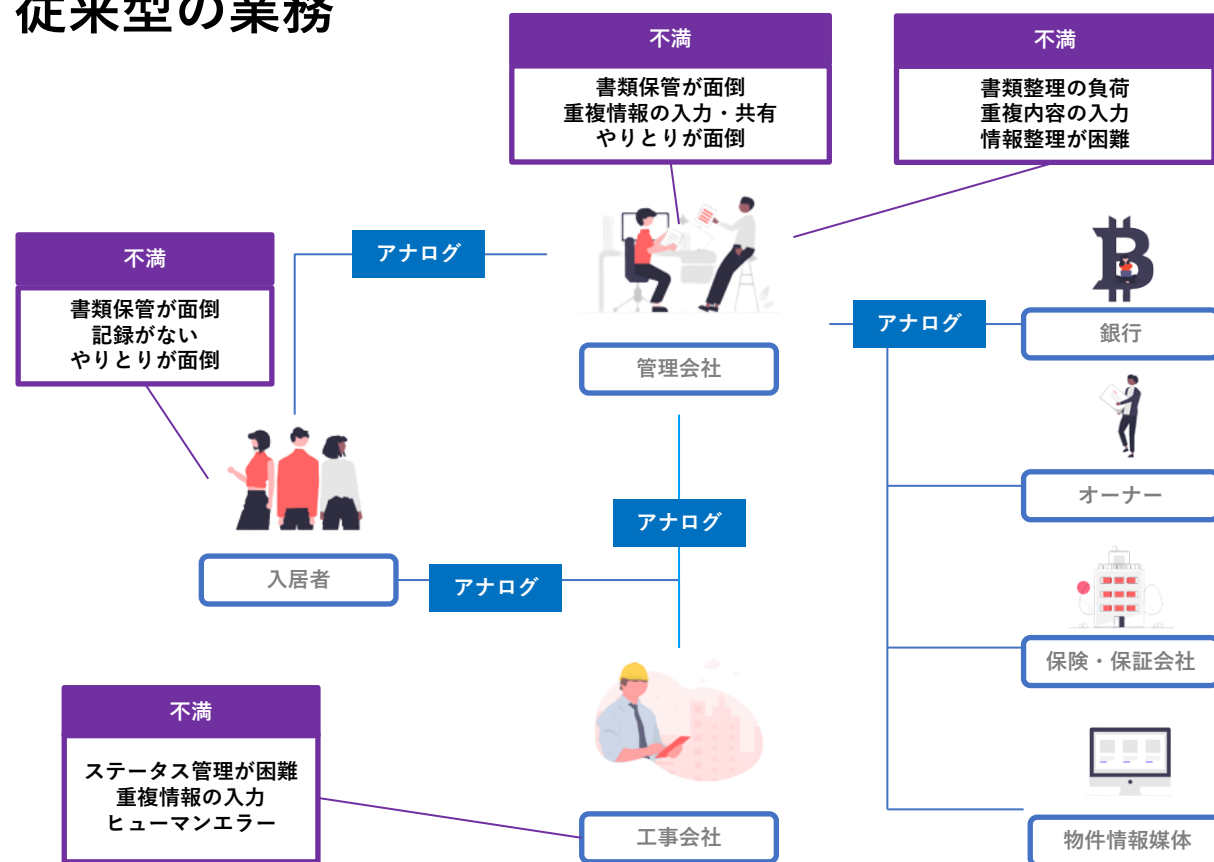 従来型の業務
不満
書類保管が面倒
重複情報の入力・共有
やりとりが面倒
不満
書類整理の負荷
重複内容の入力
情報整理が困難
不満
書類保管が面倒
記録がない
やりとりが面倒
アナログ
管理会社
アナログ
銀行
オーナー
アナログ
入居者
アナログ
保険・保証会社
不満
ステータス管理が困難
重複情報の入力
ヒューマンエラー
工事会社
物件情報媒体